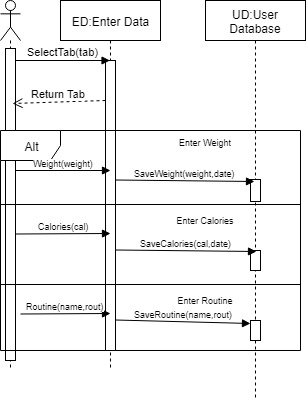 ED:Enter Data
UD:User
Database
SelectTab(tab)
Return Tab
Alt
Enter Weight
Weight(weight)
SaveWeight(weight,date)
Enter Calories
Calories(cal)
SaveCalories(cal,date)
Enter Routine
Routine(name,rout)
SaveRoutine(name,rout)